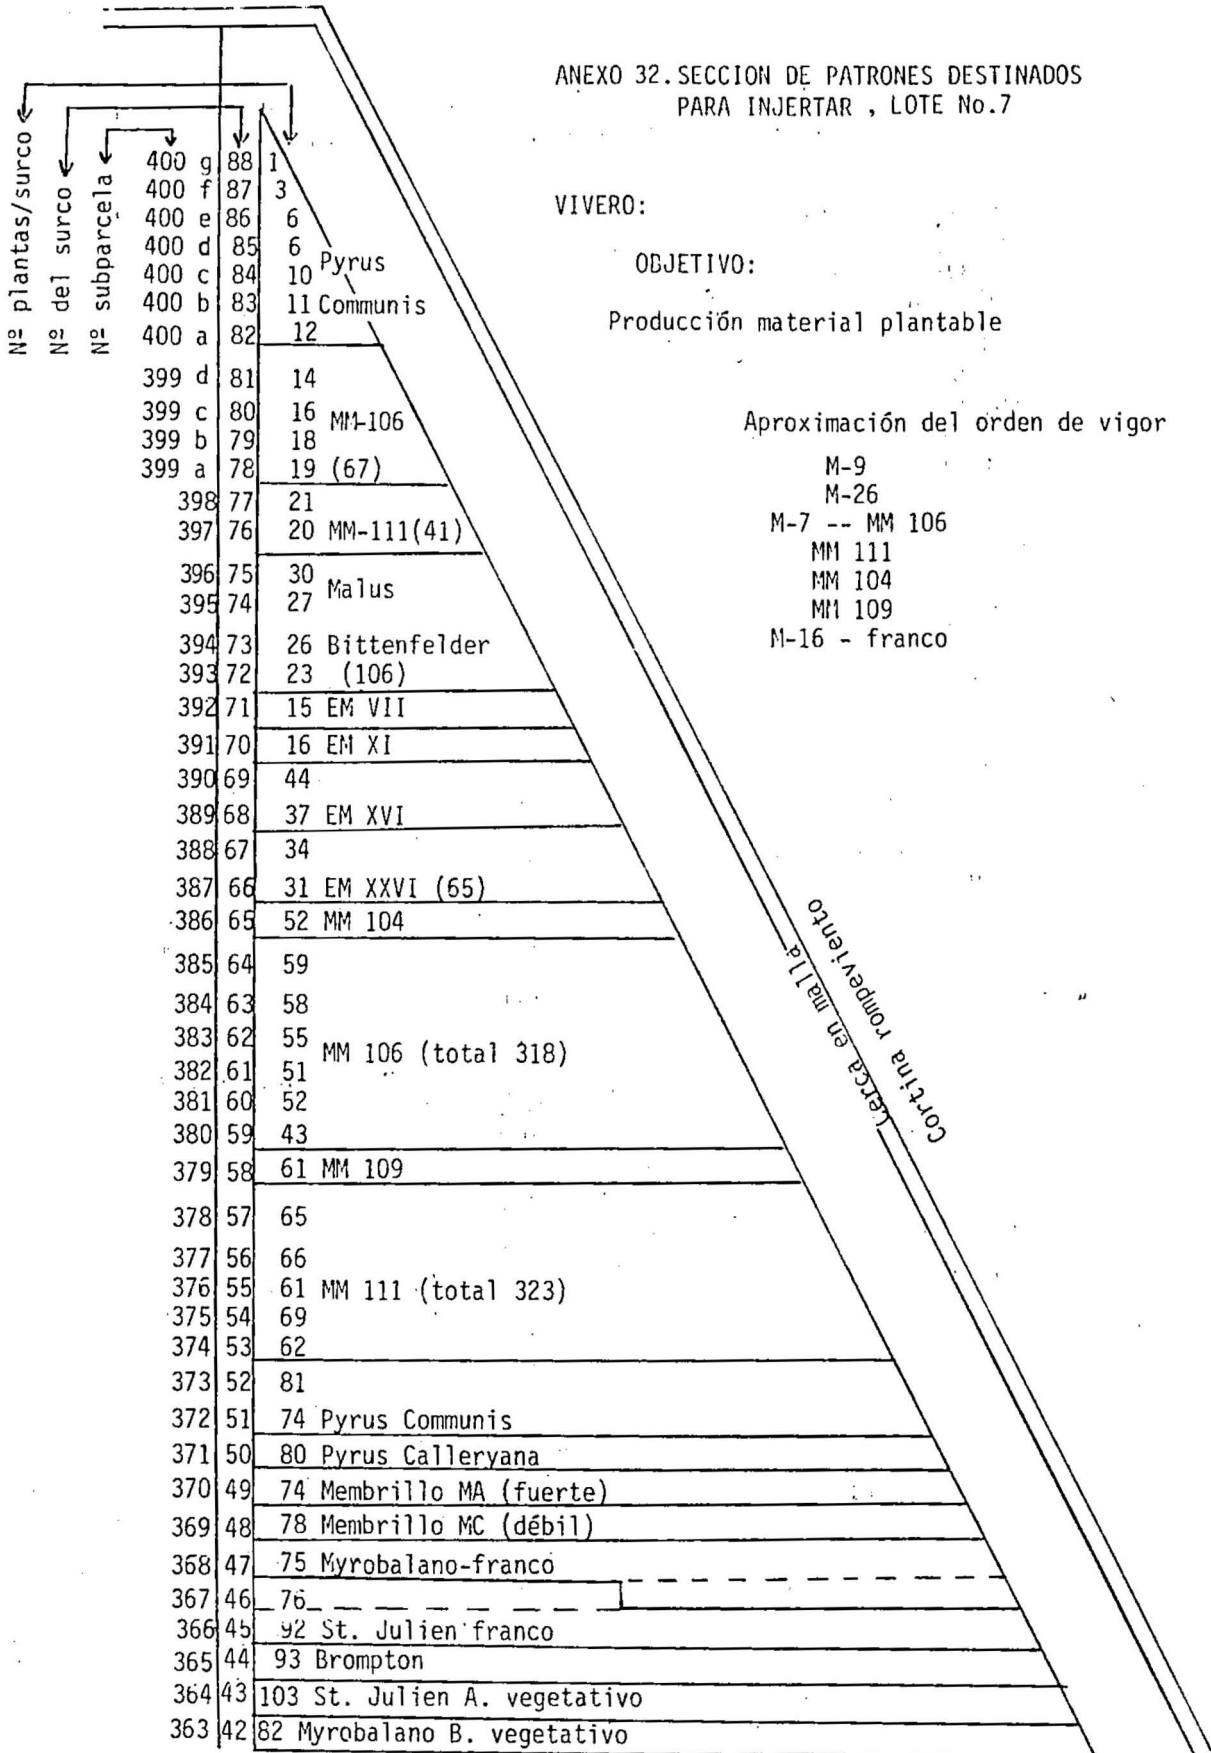 ANEXO 32. SECCION DE PATRONES DESTINADOS
PARA INJERTAR , LOTE No.7
VIVERO:
OBJETIVO:
Producción material plantable
Aproximación del orden de vigor
M-9
M-26
M-7 -- MM 106
MM 111
MM 104
MM 109
M-16 - franco
Nº plantas/surco
Nº del surco
Nº subparcela
400 g 88 1
400 f 87 3
400 e 86 6
400 d 85 6
Pyrus
400 c 84 10
400 b 83 11 Communis
400 a 82 12
399 d 81 14
399 c 80 16
MM-106
399 b 79 18
399 a 78 19 (67)
398 77 21
397 76 20 MM-111(41)
396 75 30
Malus
395 74 27
394 73 26 Bittenfelder
393 72 23 (106)
392 71 15 EM VII
391 70 16 EM XI
390 69 44
389 68 37 EM XVI
388 67 34
387 66 31 EM XXVI (65)
386 65 52 MM 104
385 64 59
384 63 58
383 62 55
MM 106 (total 318)
382 61 51
381 60 52
380 59 43
379 58 61 MM 109
378 57 65
377 56 66
376 55 61 MM 111 (total 323)
375 54 69
374 53 62
373 52 81
372 51 74 Pyrus Communis
371 50 80 Pyrus Calleryana
370 49 74 Membrillo MA (fuerte)
369 48 78 Membrillo MC (débil)
368 47 75 Myrobalano-franco
367 46 76
366 45 92 St. Julien franco
365 44 93 Brompton
364 43 103 St. Julien A. vegetativo
363 42 82 Myrobalano B. vegetativo
Cortina rompeviento
Cerca en malla